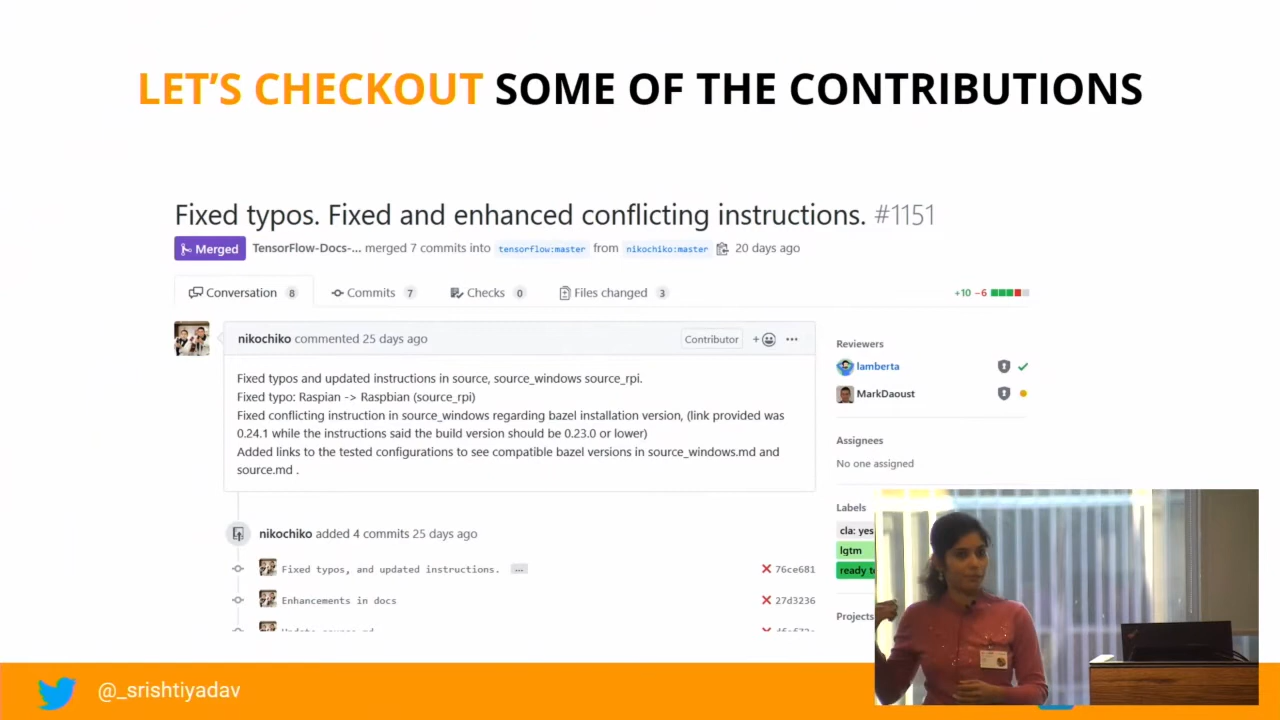 LET'S CHECKOUT SOME OF THE CONTRIBUTIONS
Fixed typos. Fixed and enhanced conflicting instructions. #1151
Merged TensorFlow-Docs-... merged 7 commits into tensorflow:master from nikochiko:master 20 days ago
Conversation 8 Commits 7 Checks 0 Files changed 3 +10 −6
nikochiko commented 25 days ago Contributor + ...
Fixed typos and updated instructions in source, source_windows source_rpi.
Fixed typo: Raspian -> Raspbian (source_rpi)
Fixed conflicting instruction in source_windows regarding bazel installation version, (link provided was
0.24.1 while the instructions said the build version should be 0.23.0 or lower)
Added links to the tested configurations to see compatible bazel versions in source_windows.md and
source.md .
nikochiko added 4 commits 25 days ago
Fixed typos, and updated instructions. ... 76ce681
Enhancements in docs 27d3236
Reviewers
lamberta
MarkDaoust
Assignees
No one assigned
Labels
cla: yes
lgtm
ready
Projects
@_srishtiyadav